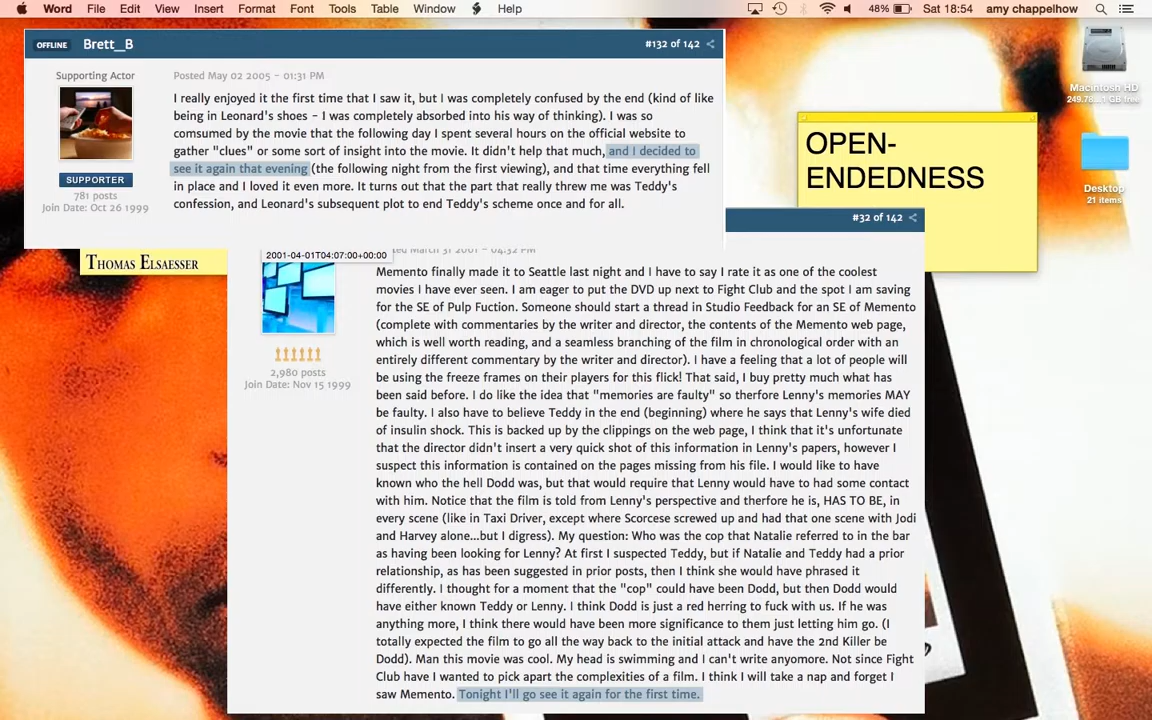 Word File Edit View Insert Format Font Tools Table Window Help 48% Sat 18:54 amy chappelhow
OFFLINE Brett_B #132 of 142
Supporting Actor
SUPPORTER
781 posts
Join Date: Oct 26 1999
Posted May 02 2005 - 01:31 PM
I really enjoyed it the first time that I saw it, but I was completely confused by the end (kind of like
being in Leonard's shoes - I was completely absorbed into his way of thinking). I was so
comsumed by the movie that the following day I spent several hours on the official website to
gather "clues" or some sort of insight into the movie. It didn't help that much, and I decided to
see it again that evening (the following night from the first viewing), and that time everything fell
in place and I loved it even more. It turns out that the part that really threw me was Teddy's
confession, and Leonard's subsequent plot to end Teddy's scheme once and for all.
OPEN-
ENDEDNESS
Macintosh HD
249.78...1 GB free
Desktop
21 items
THOMAS ELSAESSER
#32 of 142
2001-04-01T04:07:00+00:00
ted March 31 2001 - 04:32 PM
2,980 posts
Join Date: Nov 15 1999
Memento finally made it to Seattle last night and I have to say I rate it as one of the coolest
movies I have ever seen. I am eager to put the DVD up next to Fight Club and the spot I am saving
for the SE of Pulp Fuction. Someone should start a thread in Studio Feedback for an SE of Memento
(complete with commentaries by the writer and director, the contents of the Memento web page,
which is well worth reading, and a seamless branching of the film in chronological order with an
entirely different commentary by the writer and director). I have a feeling that a lot of people will
be using the freeze frames on their players for this flick! That said, I buy pretty much what has
been said before. I do like the idea that "memories are faulty" so therfore Lenny's memories MAY
be faulty. I also have to believe Teddy in the end (beginning) where he says that Lenny's wife died
of insulin shock. This is backed up by the clippings on the web page, I think that it's unfortunate
that the director didn't insert a very quick shot of this information in Lenny's papers, however I
suspect this information is contained on the pages missing from his file. I would like to have
known who the hell Dodd was, but that would require that Lenny would have to had some contact
with him. Notice that the film is told from Lenny's perspective and therfore he is, HAS TO BE, in
every scene (like in Taxi Driver, except where Scorcese screwed up and had that one scene with Jodi
and Harvey alone...but I digress). My question: Who was the cop that Natalie referred to in the bar
as having been looking for Lenny? At first I suspected Teddy, but if Natalie and Teddy had a prior
relationship, as has been suggested in prior posts, then I think she would have phrased it
differently. I thought for a moment that the "cop" could have been Dodd, but then Dodd would
have either known Teddy or Lenny. I think Dodd is just a red herring to fuck with us. If he was
anything more, I think there would have been more significance to them just letting him go. (I
totally expected the film to go all the way back to the initial attack and have the 2nd Killer be
Dodd). Man this movie was cool. My head is swimming and I can't write anyomore. Not since Fight
Club have I wanted to pick apart the complexities of a film. I think I will take a nap and forget I
saw Memento. Tonight I'll go see it again for the first time.